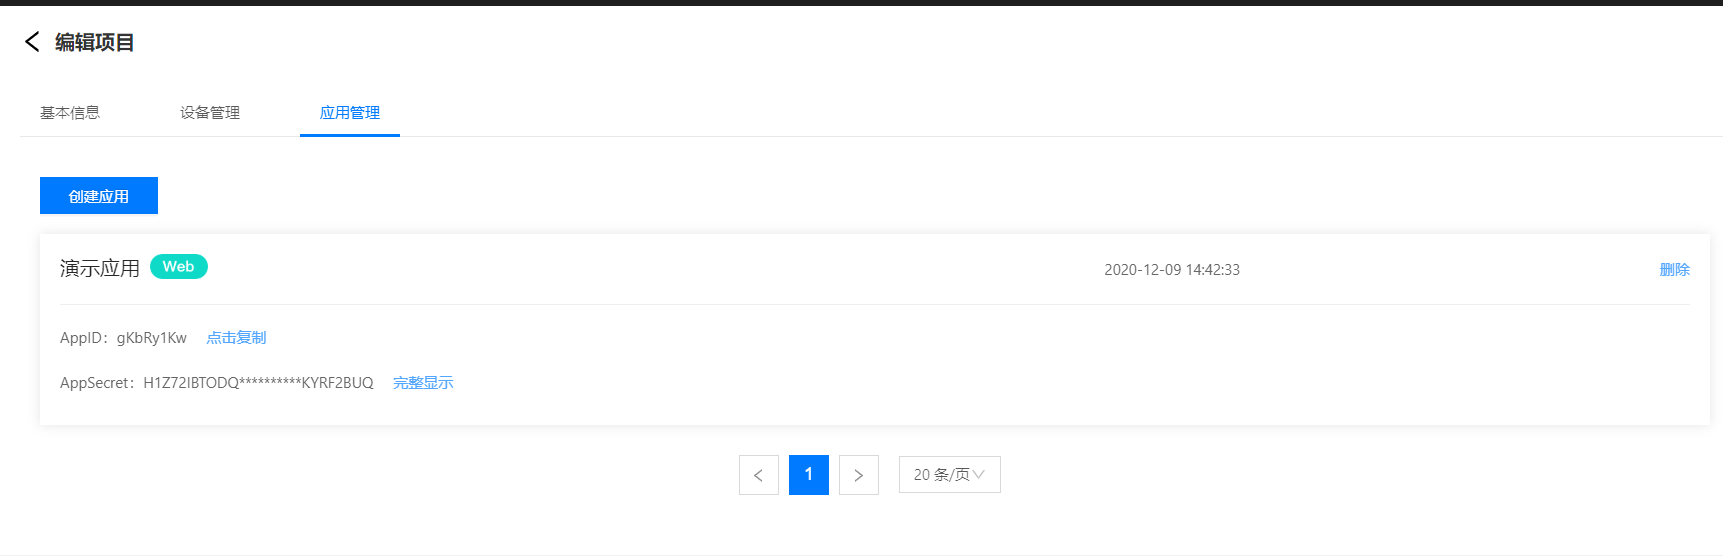 编辑项目
基本信息 设备管理 应用管理
创建应用
演示应用 Web 2020-12-09 14:42:33 删除
AppID：gKbRy1Kw 点击复制
AppSecret：H1Z72IBTODQ**********KYRF2BUQ 完整显示
< 1 > 20 条/页